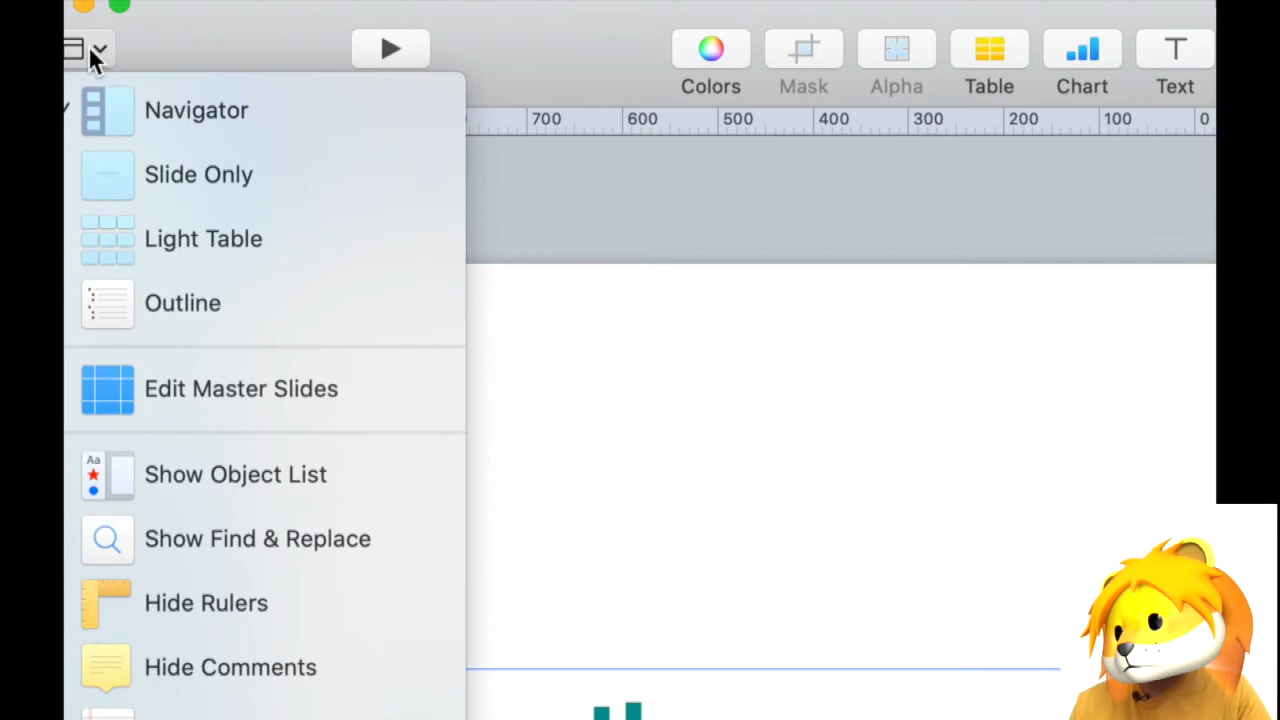 Colors Mask Alpha Table Chart Text
700 600 500 400 300 200 100 0
Navigator
Slide Only
Light Table
Outline
Edit Master Slides
Aa
Show Object List
Show Find & Replace
Hide Rulers
Hide Comments